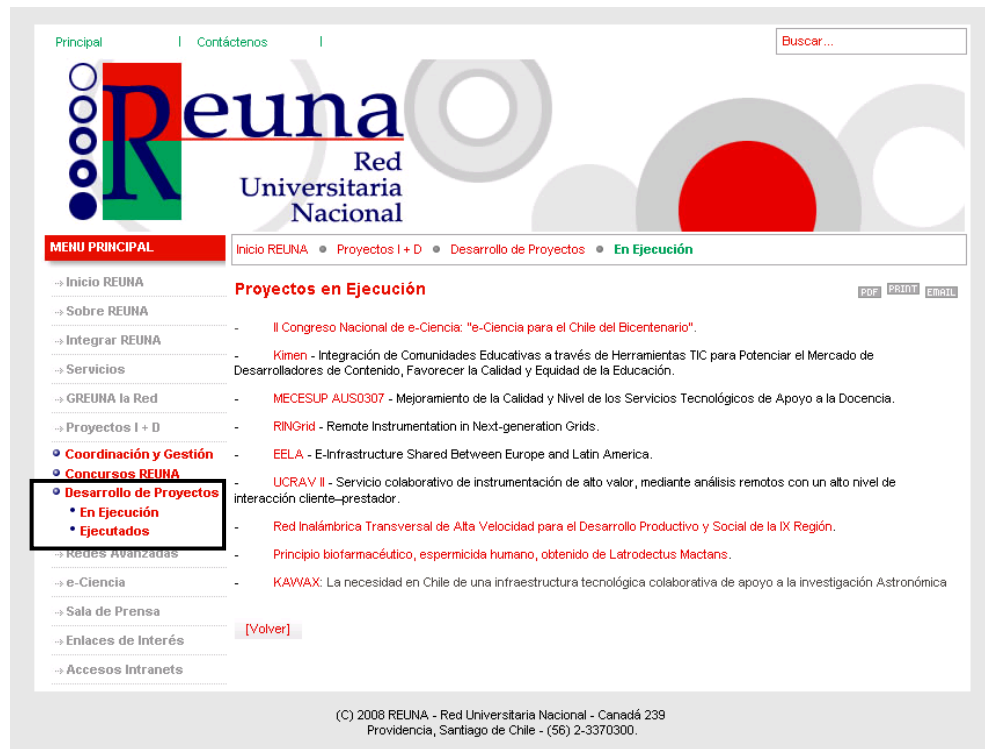 Principal | Contáctenos |
Buscar...
Reuna
Red
Universitaria
Nacional
MENU PRINCIPAL
Inicio REUNA
Sobre REUNA
Integrar REUNA
Servicios
GREUNA la Red
Proyectos I + D
Coordinación y Gestión
Concursos REUNA
Desarrollo de Proyectos
En Ejecución
Ejecutados
Redes Avanzadas
e-Ciencia
Sala de Prensa
Enlaces de Interés
Accesos Intranets
Inicio REUNA Proyectos I + D Desarrollo de Proyectos En Ejecución
Proyectos en Ejecución
PDF PRINT EMAIL
- II Congreso Nacional de e-Ciencia: "e-Ciencia para el Chile del Bicentenario".
- Kimen - Integración de Comunidades Educativas a través de Herramientas TIC para Potenciar el Mercado de
Desarrolladores de Contenido, Favorecer la Calidad y Equidad de la Educación.
- MECESUP AUS0307 - Mejoramiento de la Calidad y Nivel de los Servicios Tecnológicos de Apoyo a la Docencia.
- RINGrid - Remote Instrumentation in Next-generation Grids.
- EELA - E-Infrastructure Shared Between Europe and Latin America.
- UCRAV II - Servicio colaborativo de instrumentación de alto valor, mediante análisis remotos con un alto nivel de
interacción cliente–prestador.
- Red Inalámbrica Transversal de Alta Velocidad para el Desarrollo Productivo y Social de la IX Región.
- Principio biofarmacéutico, espermicida humano, obtenido de Latrodectus Mactans.
- KAWAX: La necesidad en Chile de una infraestructura tecnológica colaborativa de apoyo a la investigación Astronómica
[Volver]
(C) 2008 REUNA - Red Universitaria Nacional - Canadá 239
Providencia, Santiago de Chile - (56) 2-3370300.